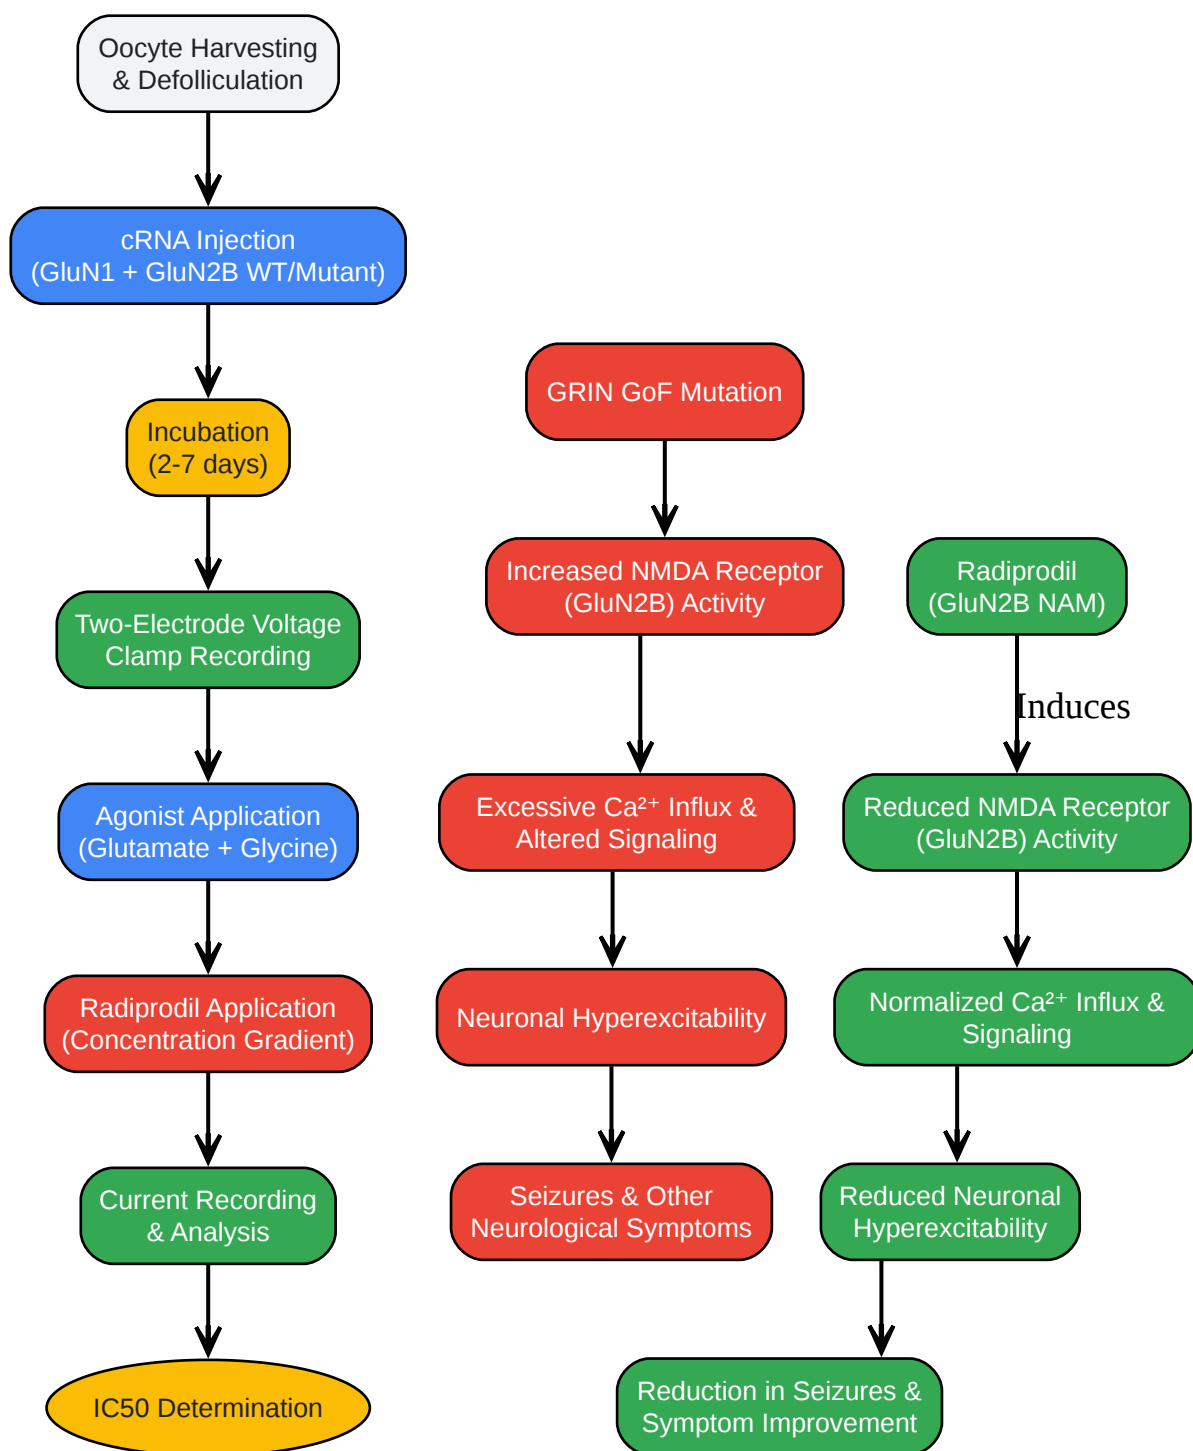 Oocyte Harvesting
& Defolliculation
cRNA Injection
(GluN1 + GluN2B WT/Mutant)
Incubation
(2-7 days)
Two-Electrode Voltage
Clamp Recording
Agonist Application
(Glutamate + Glycine)
Radiprodil Application
(Concentration Gradient)
Current Recording
& Analysis
IC50 Determination
GRIN GoF Mutation
Increased NMDA Receptor
(GluN2B) Activity
Excessive Ca²⁺ Influx &
Altered Signaling
Neuronal Hyperexcitability
Seizures & Other
Neurological Symptoms
Radiprodil
(GluN2B NAM)
Induces
Reduced NMDA Receptor
(GluN2B) Activity
Normalized Ca²⁺ Influx &
Signaling
Reduced Neuronal
Hyperexcitability
Reduction in Seizures &
Symptom Improvement